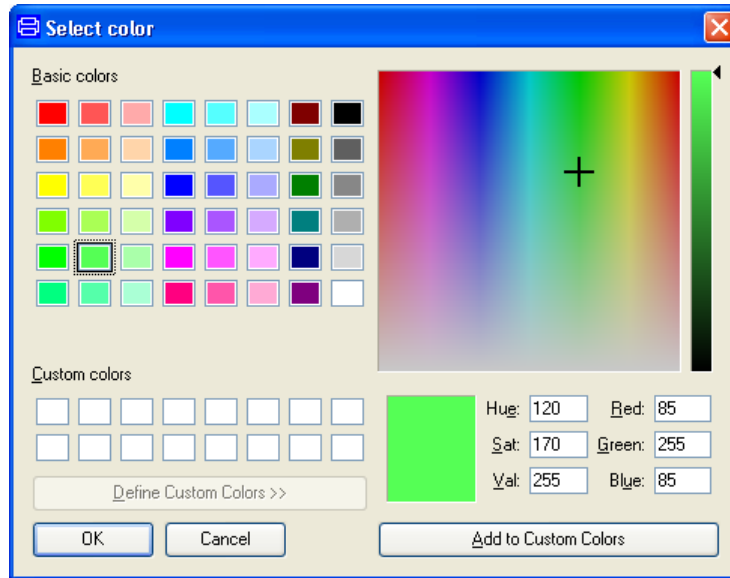 Select color
Basic colors
Custom colors
Hue: 120 Red: 85
Sat: 170 Green: 255
Val: 255 Blue: 85
Define Custom Colors >>
OK Cancel Add to Custom Colors